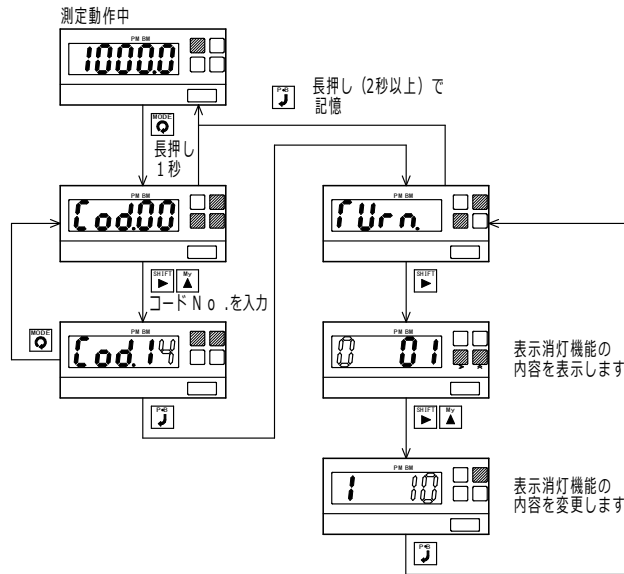 測定動作中
PM BM
1000.0
P•B
長押し (2秒以上) で
記憶
MODE
長押し
1秒
PM BM
Cod.00
PM BM
TUrn.
SHIFT
My
コードNo.を入力
SHIFT
MODE
PM BM
Cod.14
PM BM
0 01
表示消灯機能の
内容を表示します
P•B
SHIFT
My
PM BM
1 10
表示消灯機能の
内容を変更します
P•B